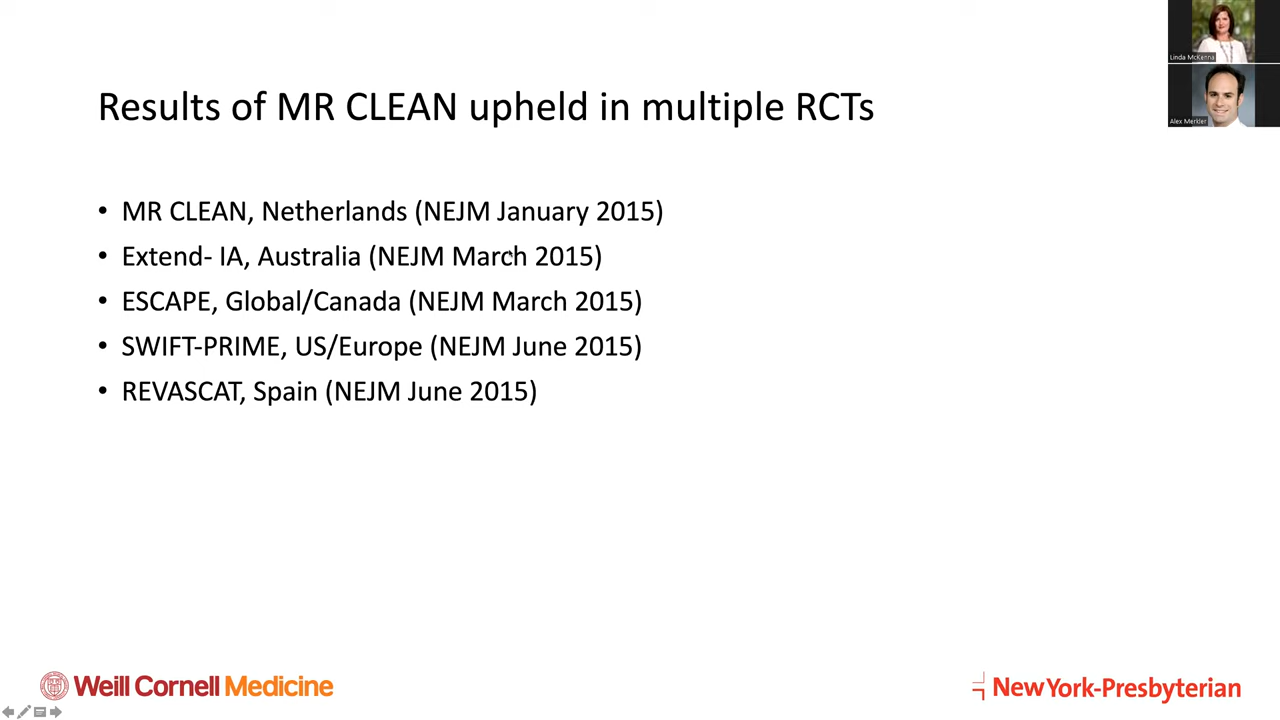 Linda McKenna
Alex Merkler
Results of MR CLEAN upheld in multiple RCTs
• MR CLEAN, Netherlands (NEJM January 2015)
• Extend- IA, Australia (NEJM March 2015)
• ESCAPE, Global/Canada (NEJM March 2015)
• SWIFT-PRIME, US/Europe (NEJM June 2015)
• REVASCAT, Spain (NEJM June 2015)
Weill Cornell Medicine
NewYork-Presbyterian